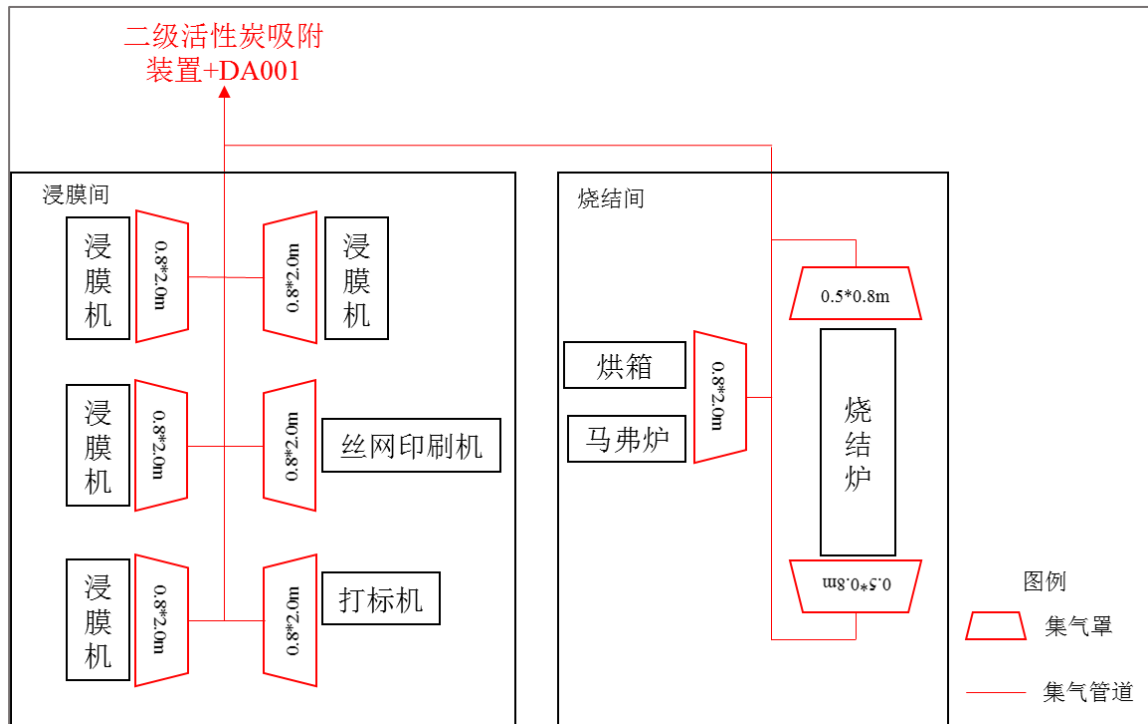 二级活性炭吸附
装置+DA001
浸膜间
浸膜机
0.8*2.0m
0.8*2.0m
浸膜机
浸膜机
0.8*2.0m
0.8*2.0m
丝网印刷机
浸膜机
0.8*2.0m
0.8*2.0m
打标机
烧结间
0.5*0.8m
烘箱
马弗炉
0.8*2.0m
烧结炉
0.5*0.8m
图例
集气罩
集气管道